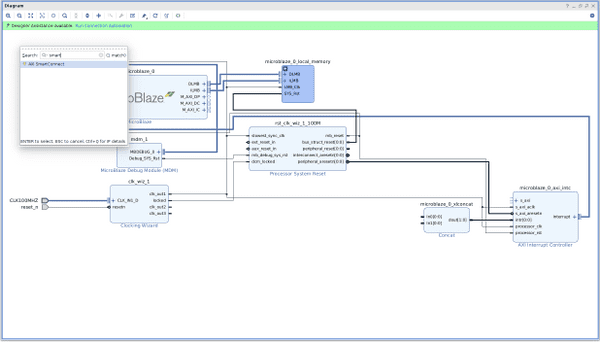 Diagram
Designer Assistance available. Run Connection Automation
Search: smart
(1 match)
AXI SmartConnect
ENTER to select, ESC to cancel, Ctrl+Q for IP details
microblaze_0
DLMB
ILMB
M_AXI_DP
M_AXI_DC
M_AXI_IC
MicroBlaze
microblaze_0_local_memory
DLMB
ILMB
LMB_Clk
SYS_Rst
mdm_1
MBDEBUG_0
Debug_SYS_Rst
MicroBlaze Debug Module (MDM)
rst_clk_wiz_1_100M
slowest_sync_clk
ext_reset_in
aux_reset_in
mb_debug_sys_rst
dcm_locked
mb_reset
bus_struct_reset[0:0]
peripheral_reset[0:0]
interconnect_aresetn[0:0]
peripheral_aresetn[0:0]
Processor System Reset
clk_wiz_1
CLK_IN1_D
resetn
clk_out1
locked
clk_out2
clk_out3
Clocking Wizard
CLK100MHZ
reset_n
microblaze_0_xlconcat
In0[0:0]
In1[0:0]
dout[1:0]
Concat
microblaze_0_axi_intc
s_axi
s_axi_aclk
s_axi_aresetn
intr[0:0]
processor_clk
processor_rst
interrupt
AXI Interrupt Controller